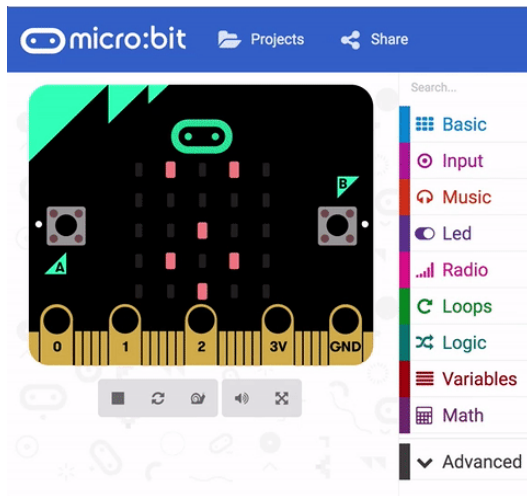 micro:bit Projects Share
Search...
Basic
Input
B
Music
A
Led
Radio
Loops
0 1 2 3V GND
Logic
Variables
Math
Advanced